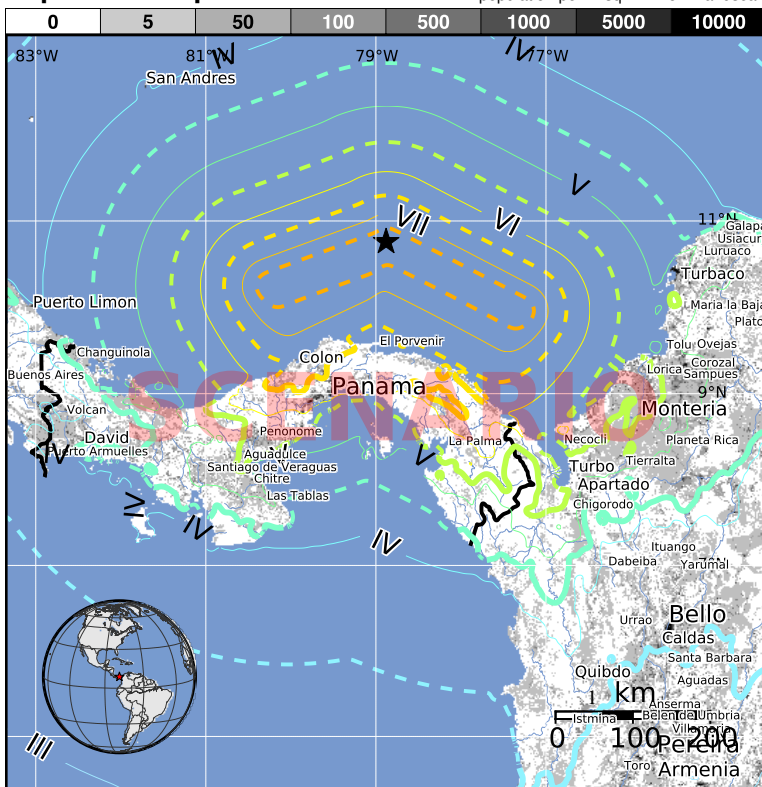 0 5 50 100 500 1000 5000 10000
83°W 81°W 79°W 77°W
IV IV
San Andres
V
11°N
VII VI
Galapa
Usiacur
Luruaco
Turbaco
Puerto Limon
Maria la Baja
Plato
El Porvenir
Tolu Ovejas
Changuinola
Colon
Corozal
Lorica
Sampues
Buenos Aires
Panama
9°N
SCENARIO
Volcan
Monteria
David
Penonome
La Palma
Necocli
Planeta Rica
Puerto Armuelles
V
Aguadulce
V
Tierralta
Santiago de Veraguas
Turbo
Chitre
Apartado
Las Tablas
Chigorodo
IV
IV
IV
Ituango
Dabeiba
7°N
Yarumal
Urrao
Bello
Caldas
Santa Barbara
Quibdo
Aguadas
km
Anserma
Istmina
Belen de Umbria
Villamaria
0 100 200
III
Pereira
Toro
Armenia